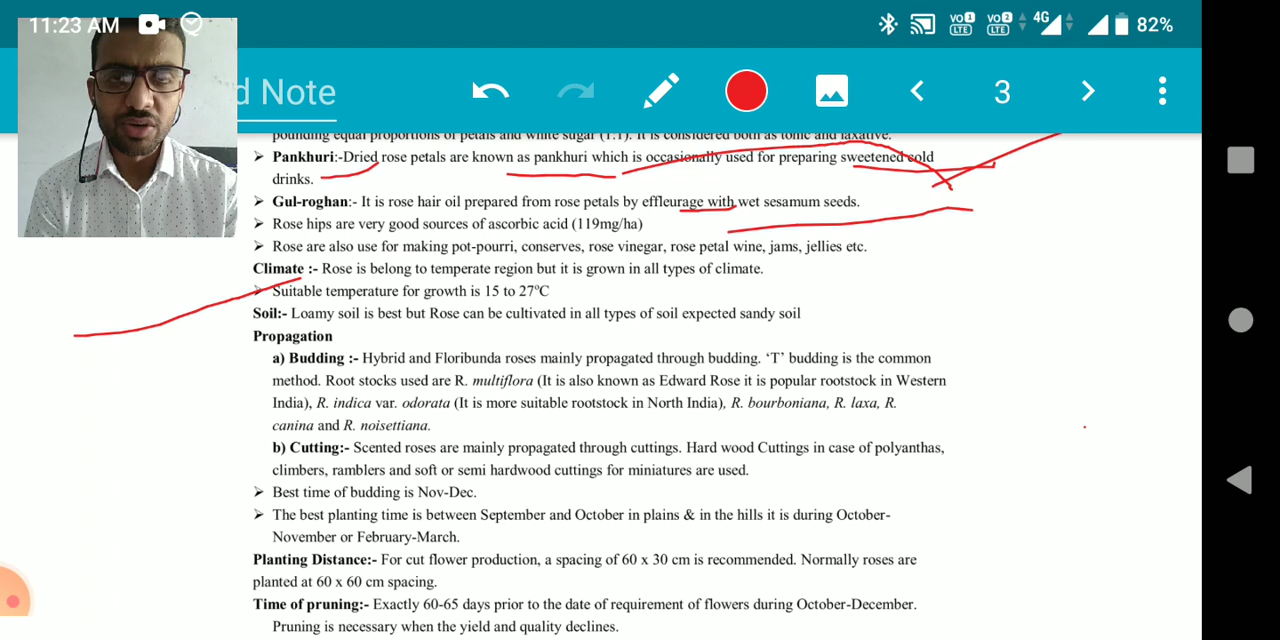 11:23 AM
VO 1 LTE VO 2 LTE 4G 82%
d Note
3
pounding equal proportions of petals and white sugar (1:1). It is considered both as tonic and laxative.
➢ Pankhuri:-Dried rose petals are known as pankhuri which is occasionally used for preparing sweetened cold
drinks.
➢ Gul-roghan:- It is rose hair oil prepared from rose petals by effleurage with wet sesamum seeds.
➢ Rose hips are very good sources of ascorbic acid (119mg/ha)
➢ Rose are also use for making pot-pourri, conserves, rose vinegar, rose petal wine, jams, jellies etc.
Climate :- Rose is belong to temperate region but it is grown in all types of climate.
➢ Suitable temperature for growth is 15 to 27°C
Soil:- Loamy soil is best but Rose can be cultivated in all types of soil expected sandy soil
Propagation
a) Budding :- Hybrid and Floribunda roses mainly propagated through budding. ‘T’ budding is the common
method. Root stocks used are R. multiflora (It is also known as Edward Rose it is popular rootstock in Western
India), R. indica var. odorata (It is more suitable rootstock in North India), R. bourboniana, R. laxa, R.
canina and R. noisettiana.
b) Cutting:- Scented roses are mainly propagated through cuttings. Hard wood Cuttings in case of polyanthas,
climbers, ramblers and soft or semi hardwood cuttings for miniatures are used.
➢ Best time of budding is Nov-Dec.
➢ The best planting time is between September and October in plains & in the hills it is during October-
November or February-March.
Planting Distance:- For cut flower production, a spacing of 60 x 30 cm is recommended. Normally roses are
planted at 60 x 60 cm spacing.
Time of pruning:- Exactly 60-65 days prior to the date of requirement of flowers during October-December.
Pruning is necessary when the yield and quality declines.